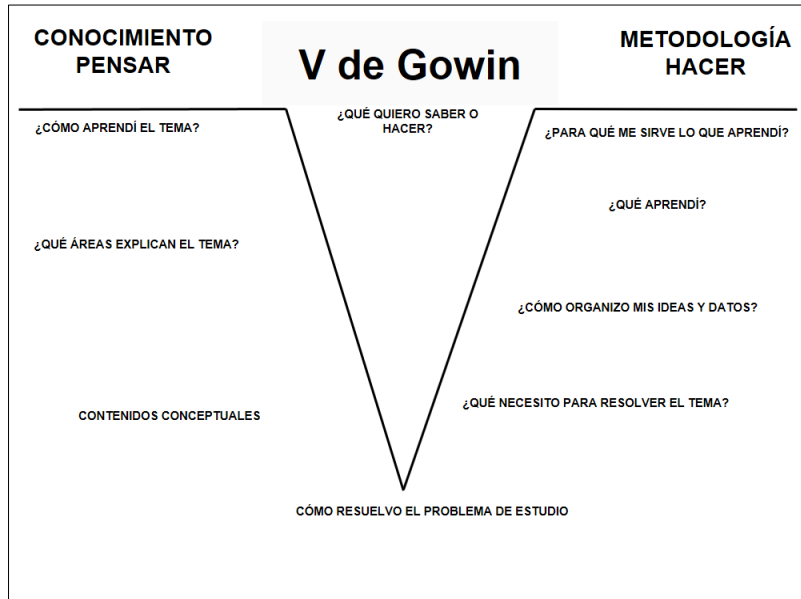 CONOCIMIENTO
PENSAR
V de Gowin
METODOLOGÍA
HACER
¿CÓMO APRENDÍ EL TEMA?
¿QUÉ QUIERO SABER O
HACER?
¿PARA QUÉ ME SIRVE LO QUE APRENDÍ?
¿QUÉ APRENDÍ?
¿QUÉ ÁREAS EXPLICAN EL TEMA?
¿CÓMO ORGANIZO MIS IDEAS Y DATOS?
CONTENIDOS CONCEPTUALES
¿QUÉ NECESITO PARA RESOLVER EL TEMA?
CÓMO RESUELVO EL PROBLEMA DE ESTUDIO